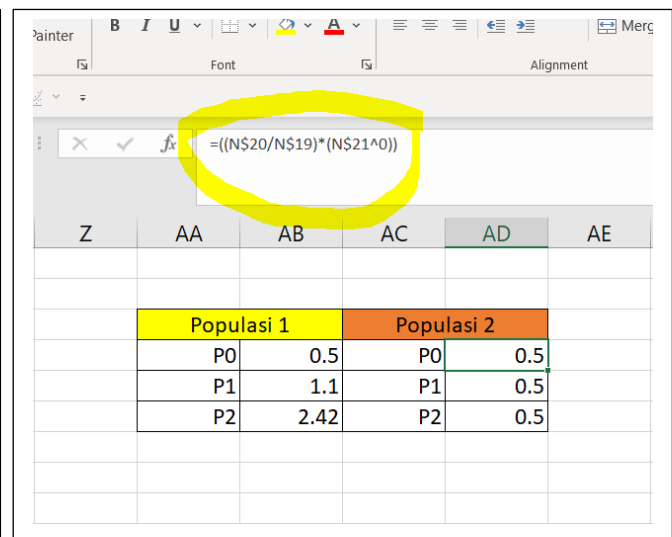 Painter
B I U A
Merg
Font
Alignment
fx =((N$20/N$19)*(N$21^0))
Z AA AB AC AD AE
Populasi 1 Populasi 2
P0 0.5 P0 0.5
P1 1.1 P1 0.5
P2 2.42 P2 0.5